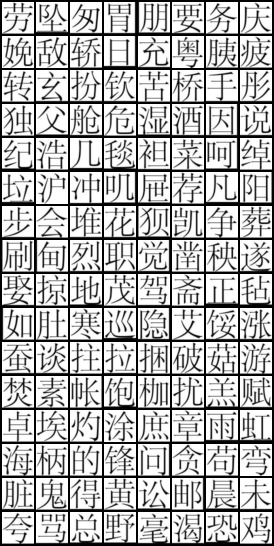 劳坠匆胃朋要务庆
娩敌轿日充粤胰疲
转玄扮钦苦桥手彤
独父舱危湿酒因说
纪浩几毯袒菜呵绰
垃沪冲叽屉荐凡阳
步会堆花狈凯争葬
刷甸烈职觉凿秧遂
娶掠地茂驾斋正毡
如肚寒巡隐艾馁涨
蚕谈拄拉捆破菇游
焚素帐饱枷扰羔赋
卓埃灼涂庶章雨虹
海柄的锋问贪苟弯
脏鬼得黄讼邮晨未
夸骂总野毫渴恐鸡